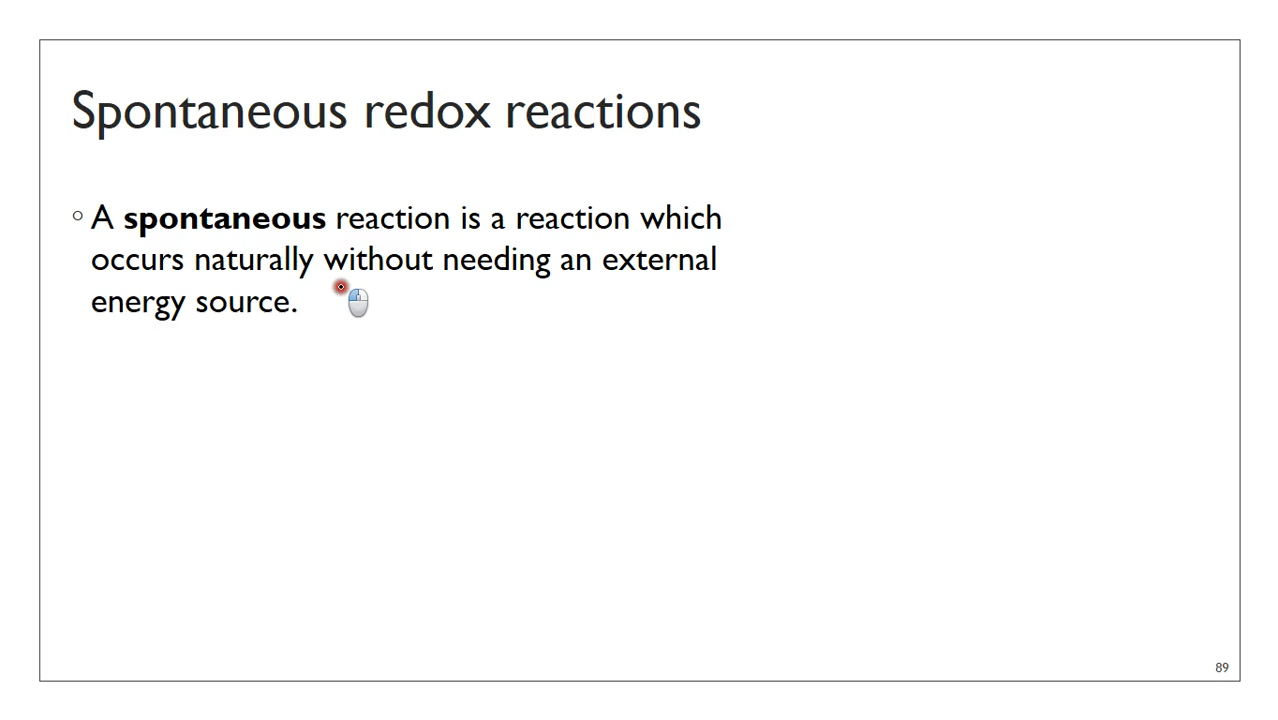 Spontaneous redox reactions
◦ A spontaneous reaction is a reaction which
occurs naturally without needing an external
energy source.
89